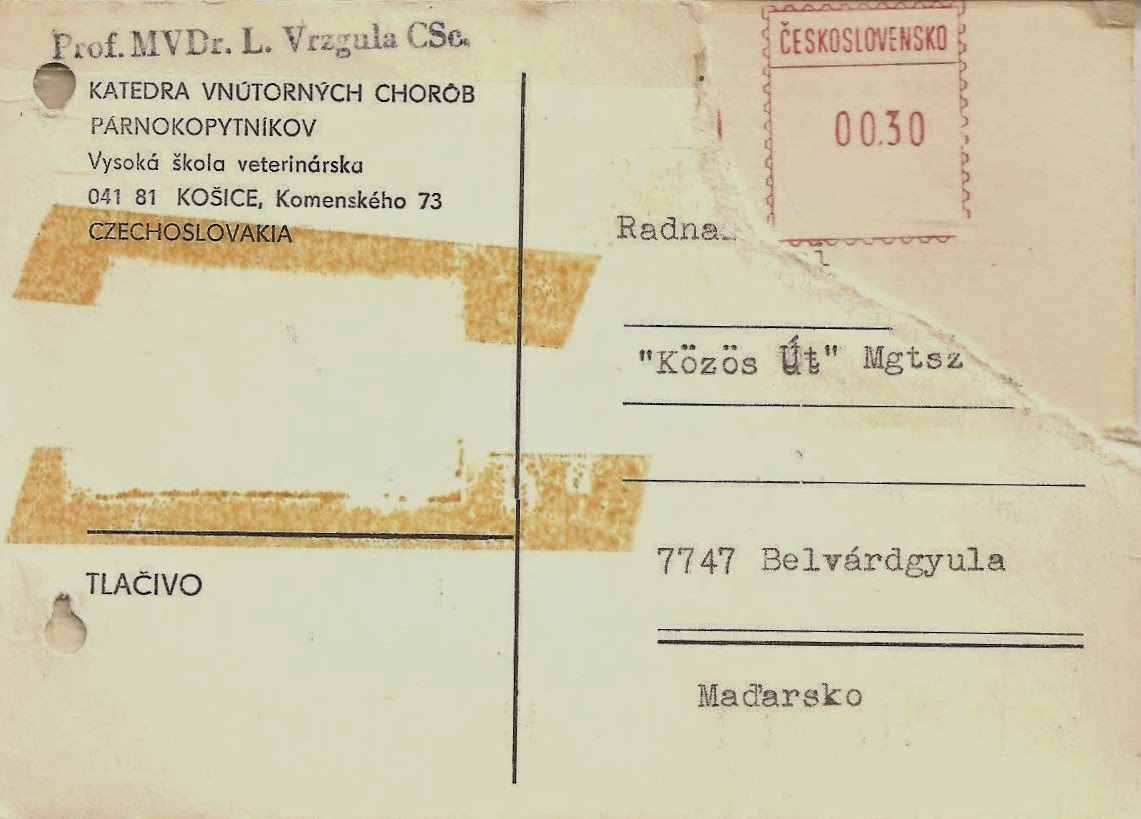 Prof. MVDr. L. Vrzgula CSc.
KATEDRA VNÚTORNÝCH CHORÔB
PÁRNOKOPYTNÍKOV
Vysoká škola veterinárska
041 81 KOŠICE, Komenského 73
CZECHOSLOVAKIA
TLAČIVO
ČESKOSLOVENSKO
00.30
Radna
"Közös Út" Mgtsz
7747 Belvárdgyula
Maďarsko